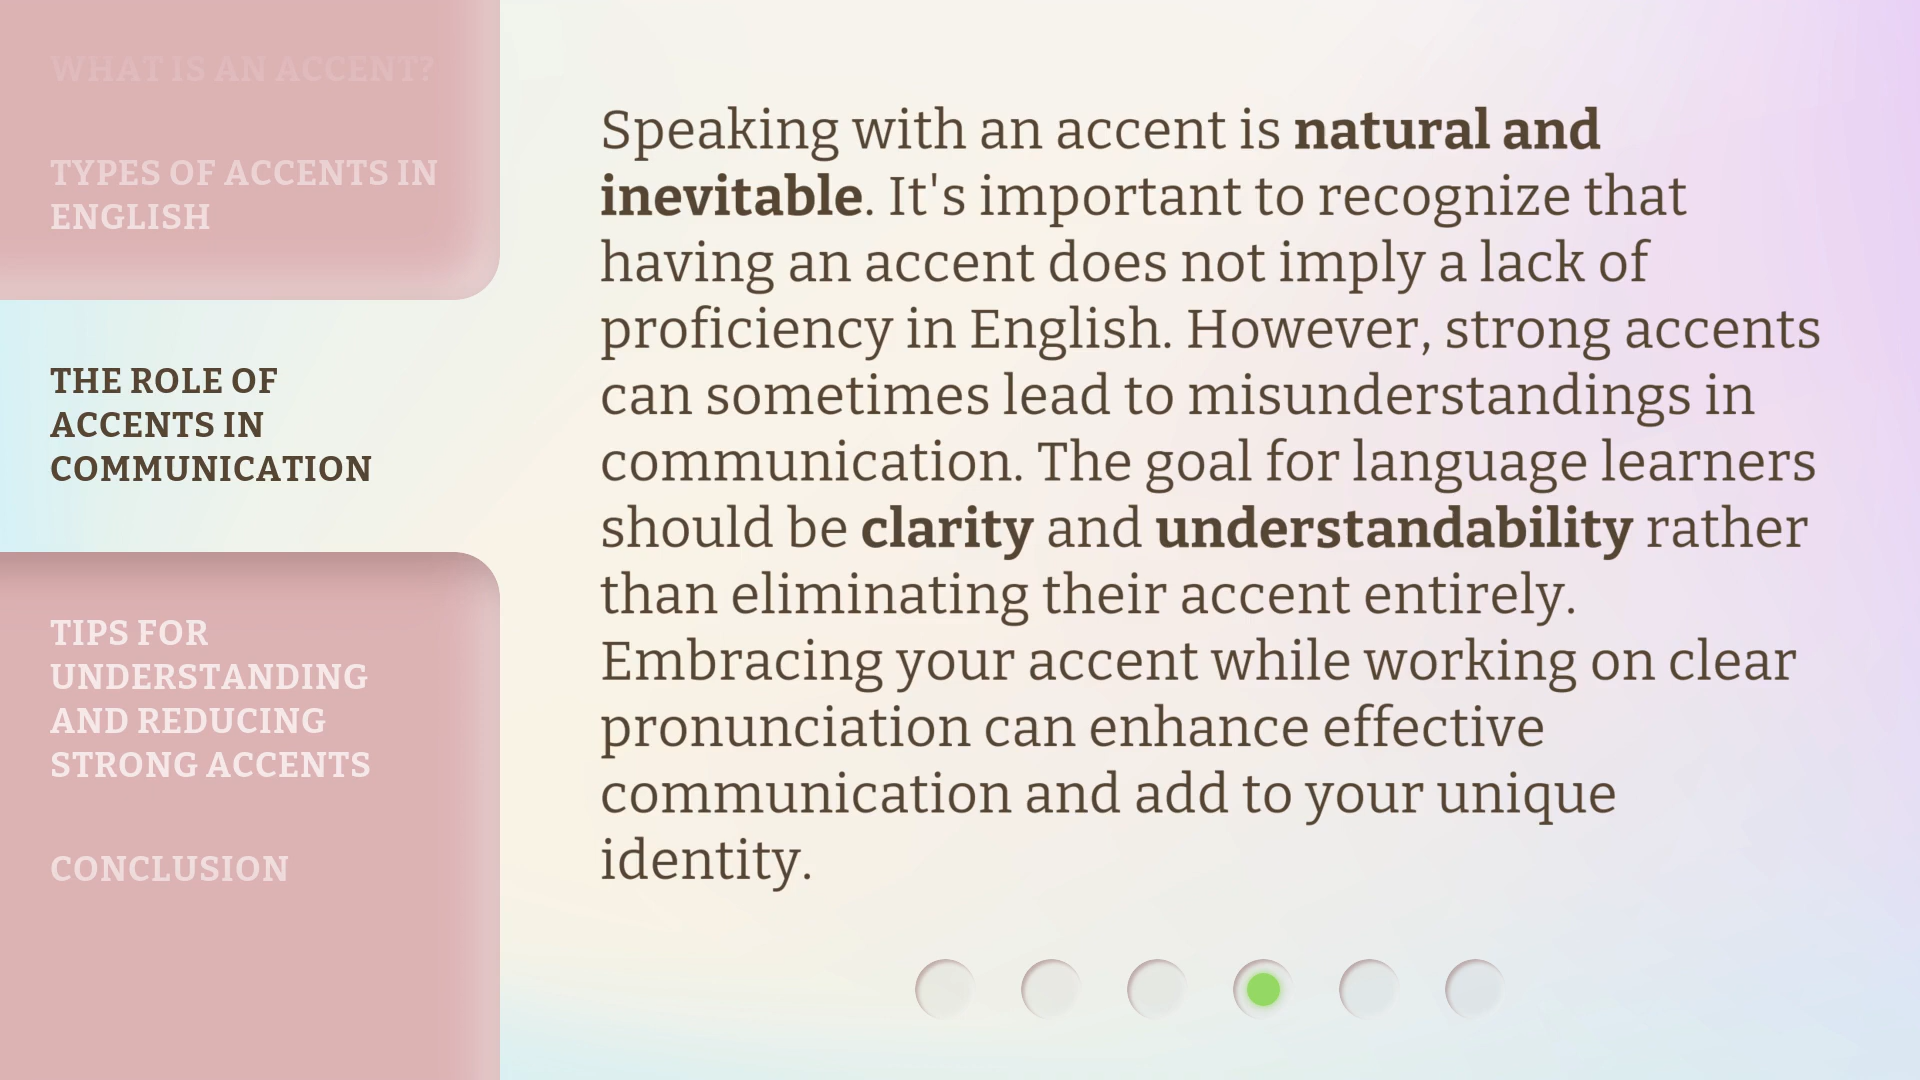 WHAT IS AN ACCENT?
TYPES OF ACCENTS IN
ENGLISH
THE ROLE OF
ACCENTS IN
COMMUNICATION
TIPS FOR
UNDERSTANDING
AND REDUCING
STRONG ACCENTS
CONCLUSION
Speaking with an accent is natural and
inevitable. It's important to recognize that
having an accent does not imply a lack of
proficiency in English. However, strong accents
can sometimes lead to misunderstandings in
communication. The goal for language learners
should be clarity and understandability rather
than eliminating their accent entirely.
Embracing your accent while working on clear
pronunciation can enhance effective
communication and add to your unique
identity.